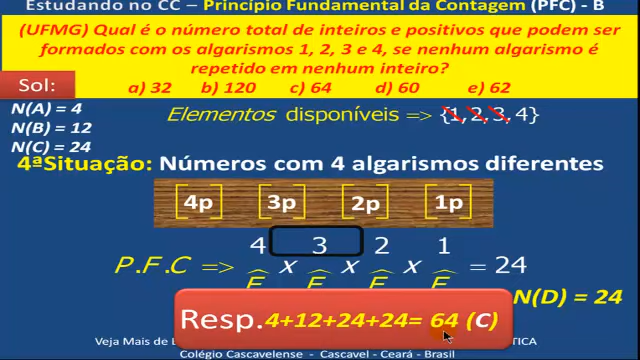 Estudando no CC – Princípio Fundamental da Contagem (PFC) - B
(UFMG) Qual é o número total de inteiros e positivos que podem ser
formados com os algarismos 1, 2, 3 e 4, se nenhum algarismo é
repetido em nenhum inteiro?
a) 32 b) 120 c) 64 d) 60 e) 62
Sol:
N(A) = 4
N(B) = 12
N(C) = 24
Elementos disponíveis => {1, 2, 3, 4}
4ªSituação: Números com 4 algarismos diferentes
4p 3p 2p 1p
4 3 2 1
P.F.C => E x E x E x E = 24
N(D) = 24
Resp. 4+12+24+24= 64 (C)
Veja Mais de
Colégio Cascavelense - Cascavel - Ceará - Brasil